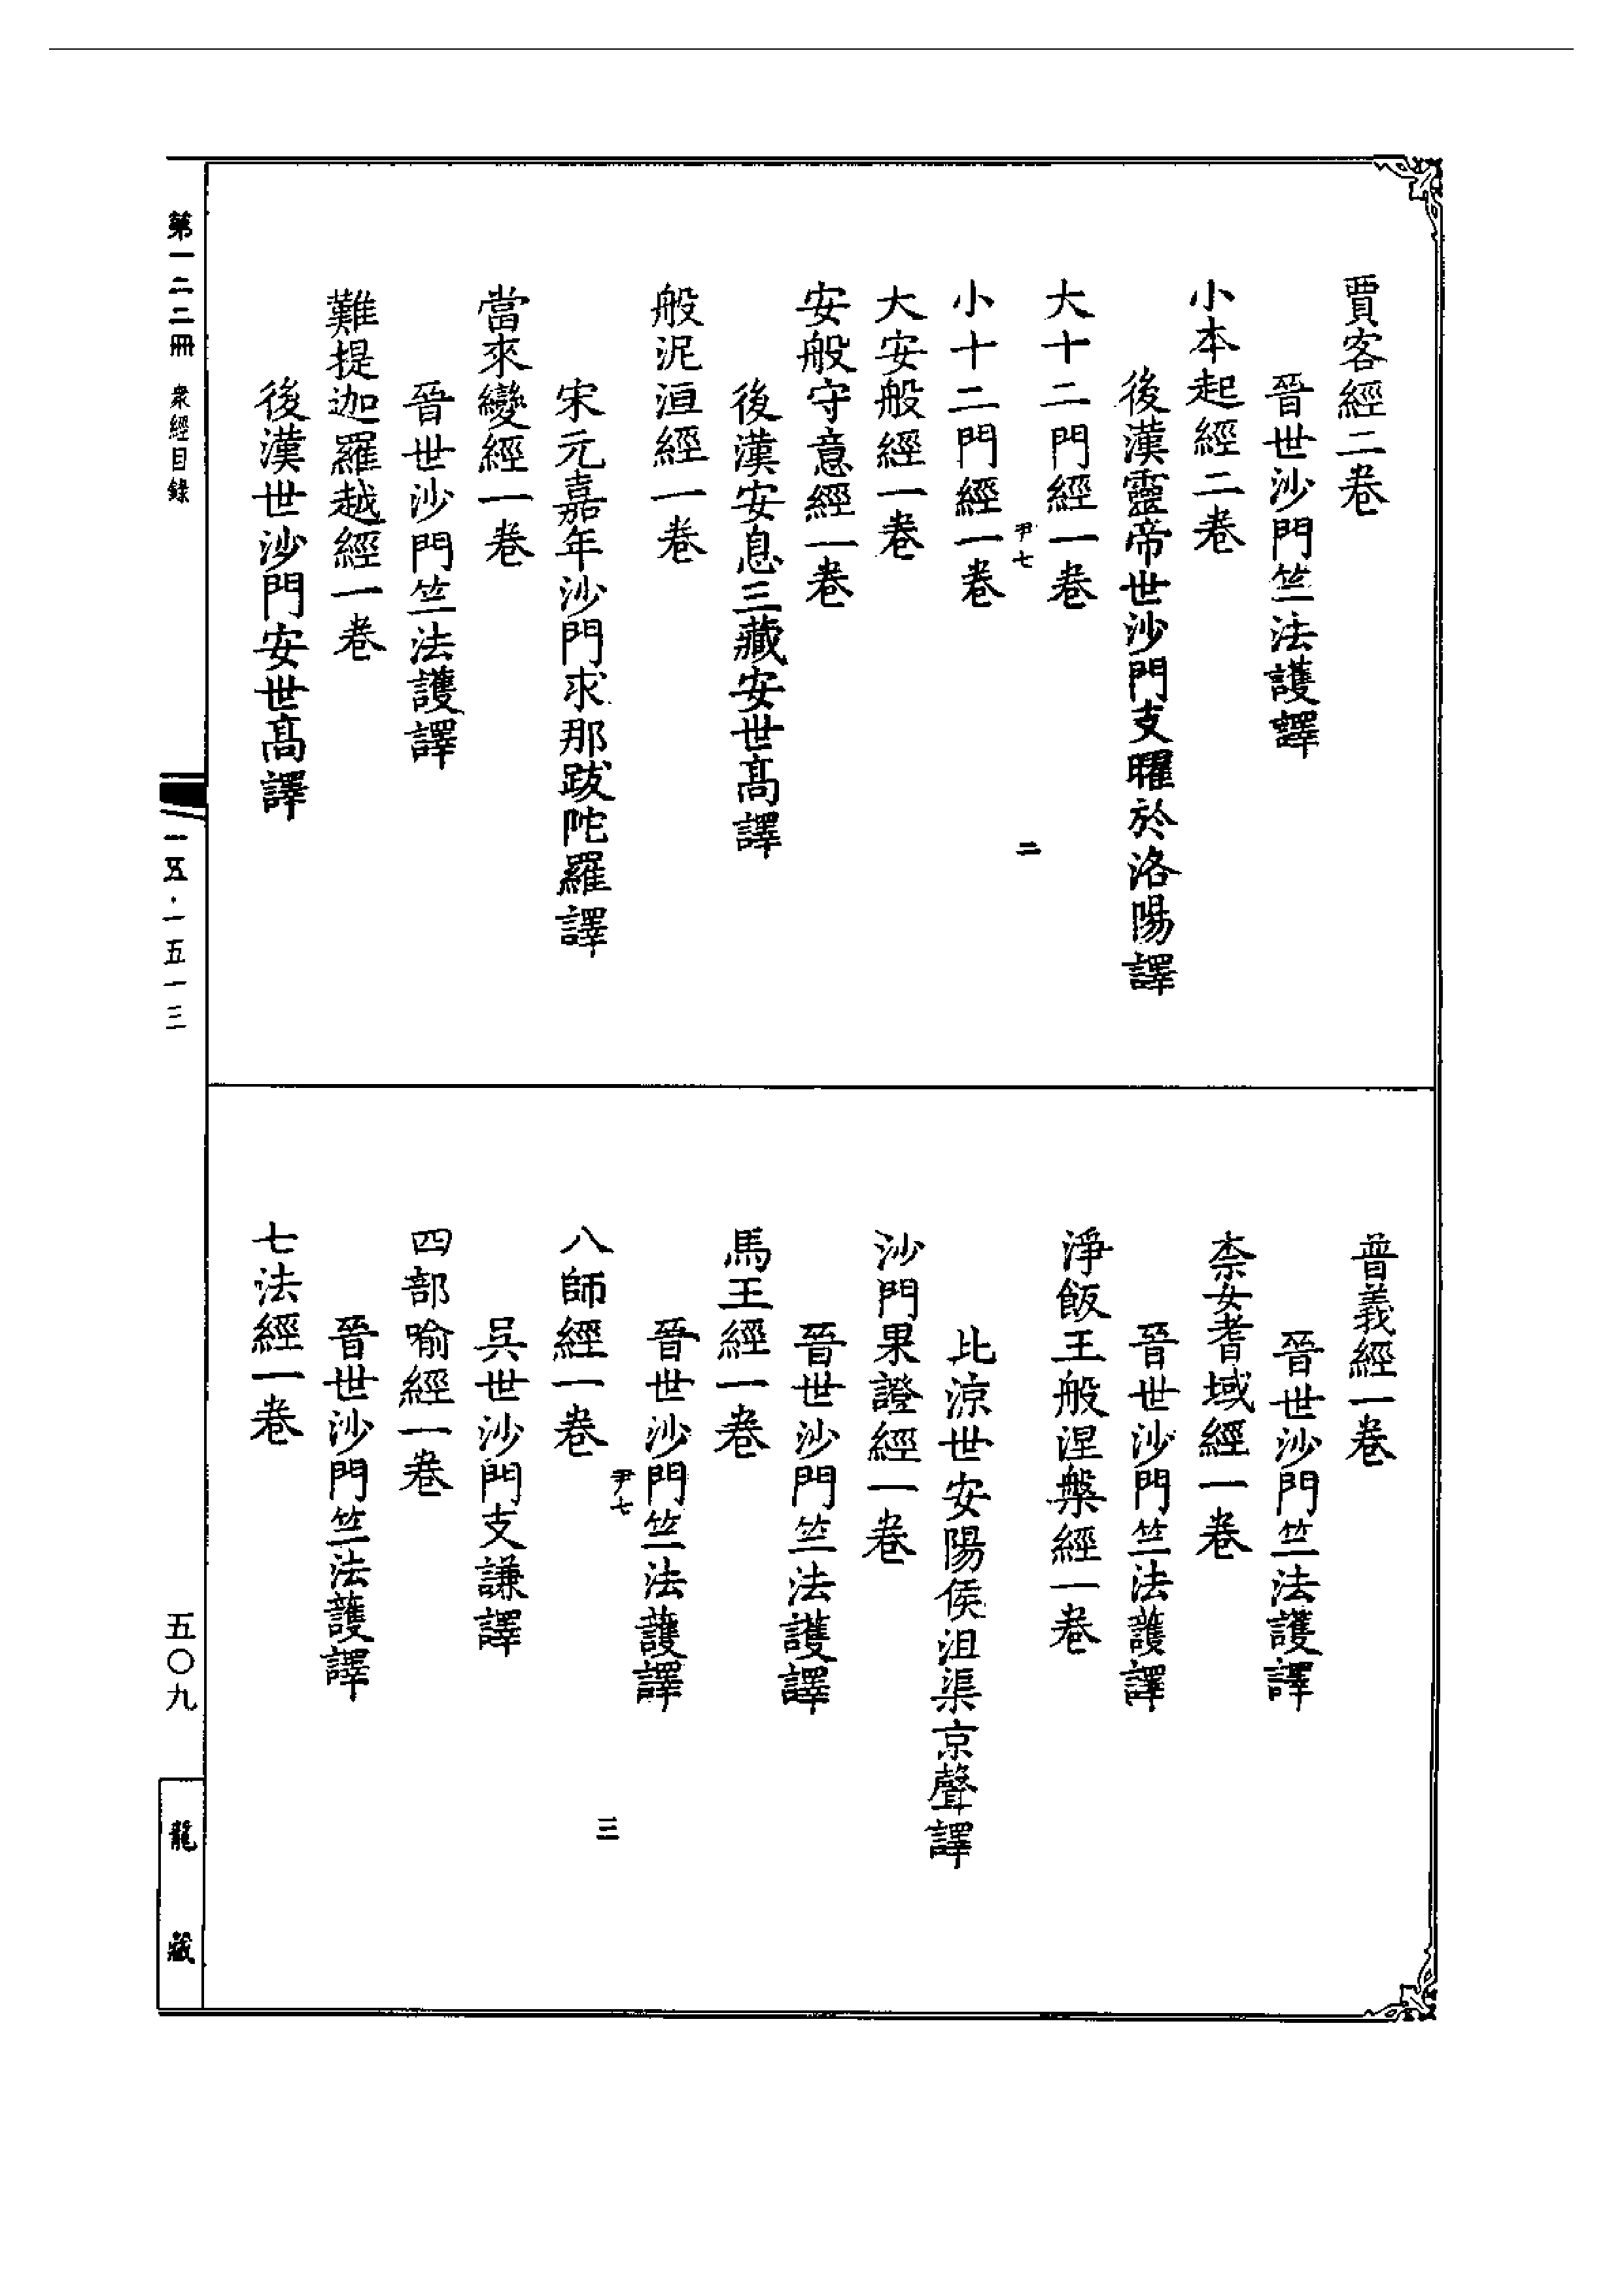 賈客經二卷
晉世沙門竺法護譯
小本起經二卷
後漢靈帝世沙門支曜於洛陽譯
大十二門經一卷
尹七 二
小十二門經一卷
大安般經一卷
安般守意經一卷
後漢安息三藏安世高譯
般泥洹經一卷
宋元嘉年沙門求那跋陀羅譯
當來變經一卷
晉世沙門竺法護譯
難提迦羅越經一卷
後漢世沙門安世高譯
普義經一卷
晉世沙門竺法護譯
柰女耆域經一卷
晉世沙門竺法護譯
淨飯王般涅槃經一卷
比涼世安陽侯沮渠京聲譯
沙門果證經一卷
晉世沙門竺法護譯
馬王經一卷
晉世沙門竺法護譯
尹七 三
八師經一卷
吳世沙門支謙譯
四部喻經一卷
晉世沙門竺法護譯
七法經一卷
第一二二冊 衆經目錄
一五·一五一三
五〇九
龍藏